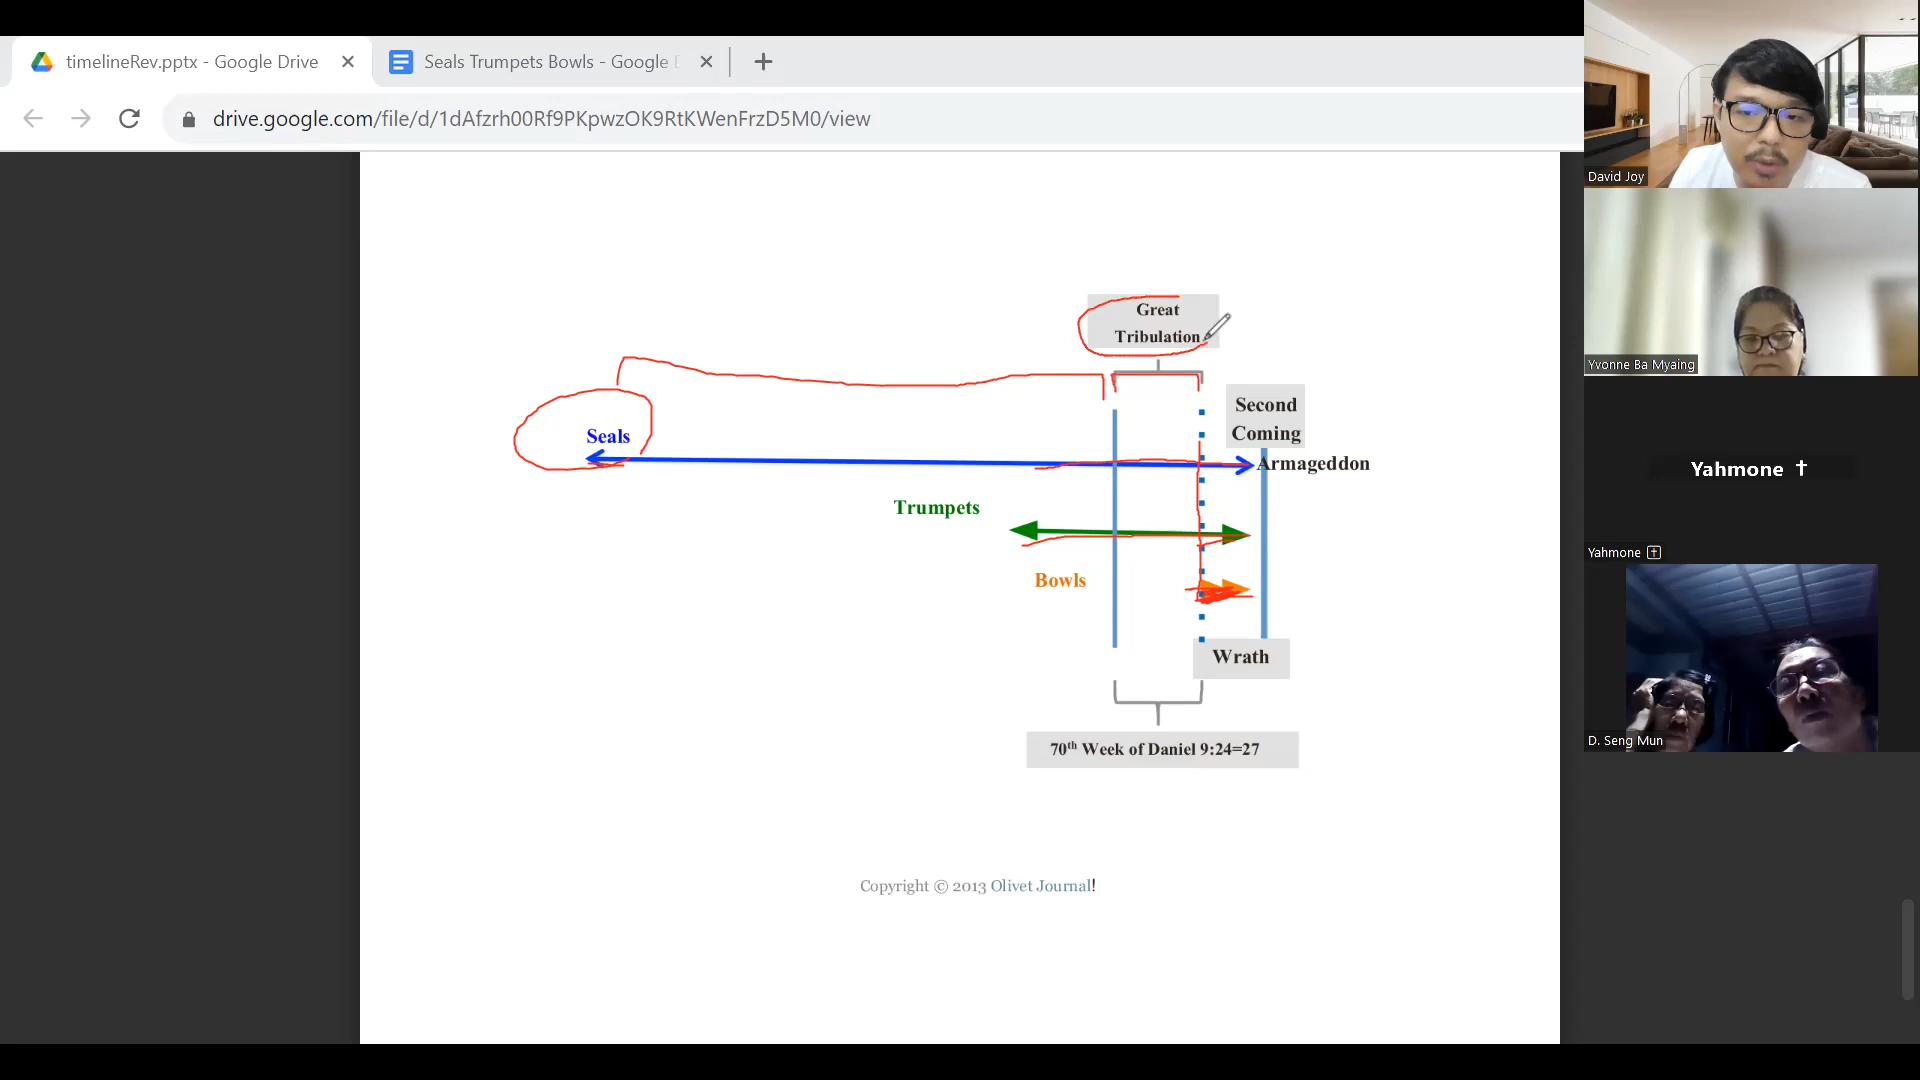 timelineRev.pptx - Google Drive
Seals Trumpets Bowls - Google
drive.google.com/file/d/1dAfzrh00Rf9PKpwzOK9RtKWenFrzD5M0/view
Great
Tribulation
Second
Coming
Seals
Armageddon
Trumpets
Bowls
Wrath
70th Week of Daniel 9:24=27
Copyright © 2013 Olivet Journal!
David Joy
Yvonne Ba Myaing
Yahmone ✝
Yahmone
D. Seng Mun